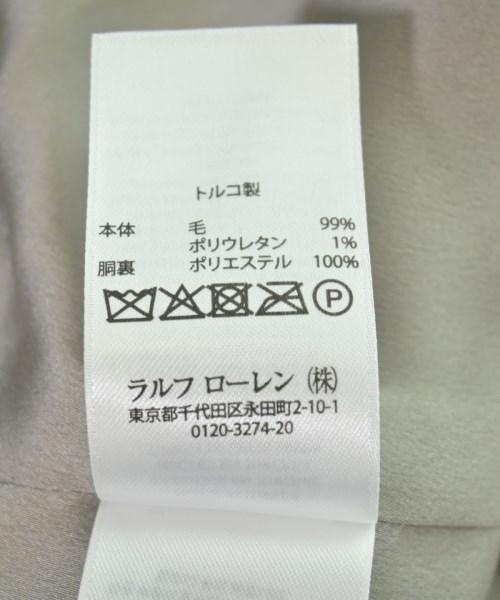 トルコ製
本体 毛 99%
ポリウレタン 1%
胴裏 ポリエステル 100%
P
ラルフ ローレン (株)
東京都千代田区永田町2-10-1
0120-3274-20